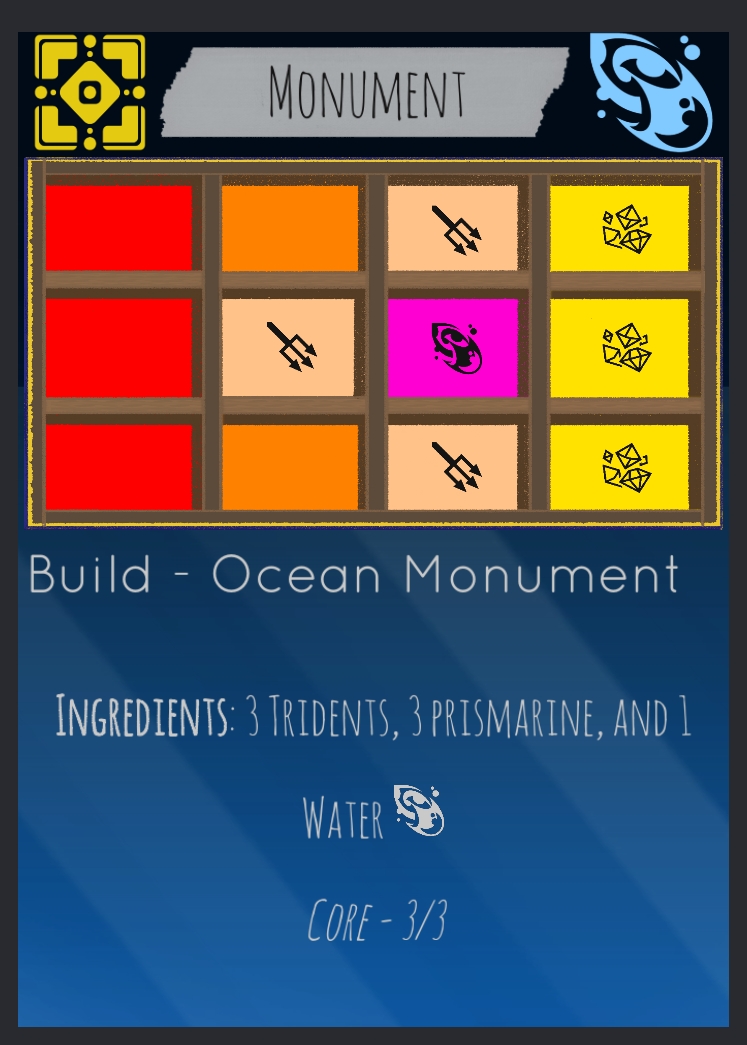 Monument
Build - Ocean Monument
Ingredients: 3 Tridents, 3 prismarine, and 1
Water
Core - 3/3